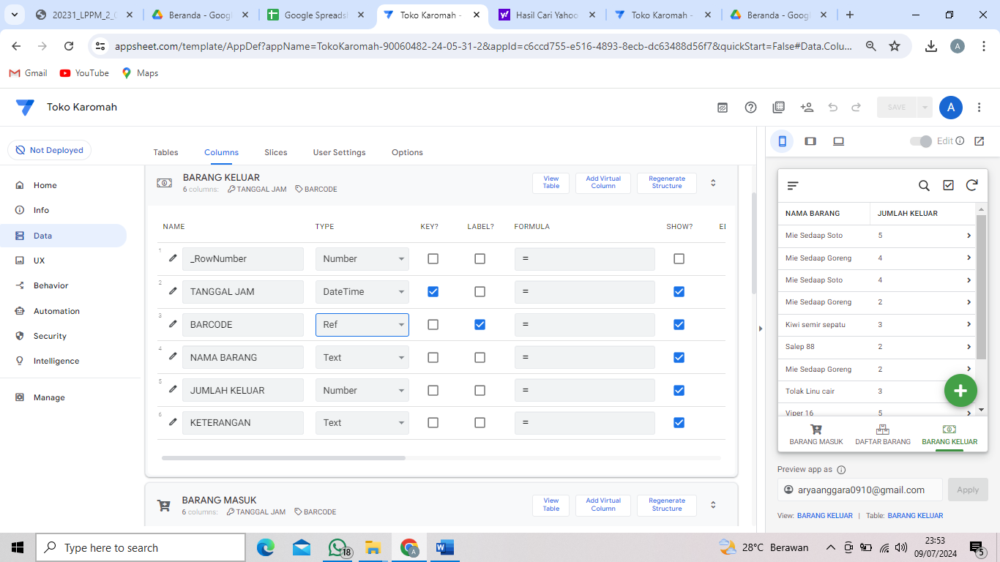 20231_LPPM_2_0
Beranda - Googl
Google Spreads
Toko Karomah -
Hasil Cari Yahoo
Toko Karomah -
Beranda - Googl
appsheet.com/template/AppDef?appName=TokoKaromah-90060482-24-05-31-2&appId=c6ccd755-e516-4893-8ecb-dc63488d56f7&quickStart=False#Data.Colu...
A
Gmail YouTube Maps
Toko Karomah
SAVE
A
Not Deployed
Home
Info
Data
UX
Behavior
Automation
Security
Intelligence
Manage
Tables Columns Slices User Settings Options
BARANG KELUAR
6 columns: TANGGAL JAM BARCODE
View Table
Add Virtual Column
Regenerate Structure
NAME TYPE KEY? LABEL? FORMULA SHOW?
1 _RowNumber Number =
2 TANGGAL JAM DateTime =
3 BARCODE Ref =
4 NAMA BARANG Text =
5 JUMLAH KELUAR Number =
6 KETERANGAN Text =
BARANG MASUK
6 columns: TANGGAL JAM BARCODE
View Table
Add Virtual Column
Regenerate Structure
Edit
NAMA BARANG JUMLAH KELUAR
Mie Sedaap Soto 5
Mie Sedaap Goreng 4
Mie Sedaap Soto 4
Mie Sedaap Goreng 2
Kiwi semir sepatu 3
Salep 88 2
Mie Sedaap Goreng 2
Tolak Linu cair 3
Viper 16 5
BARANG MASUK DAFTAR BARANG BARANG KELUAR
Preview app as
aryaanggara0910@gmail.com Apply
View: BARANG KELUAR | Table: BARANG KELUAR
Type here to search
18
A
W
28°C Berawan
23:53
09/07/2024
5